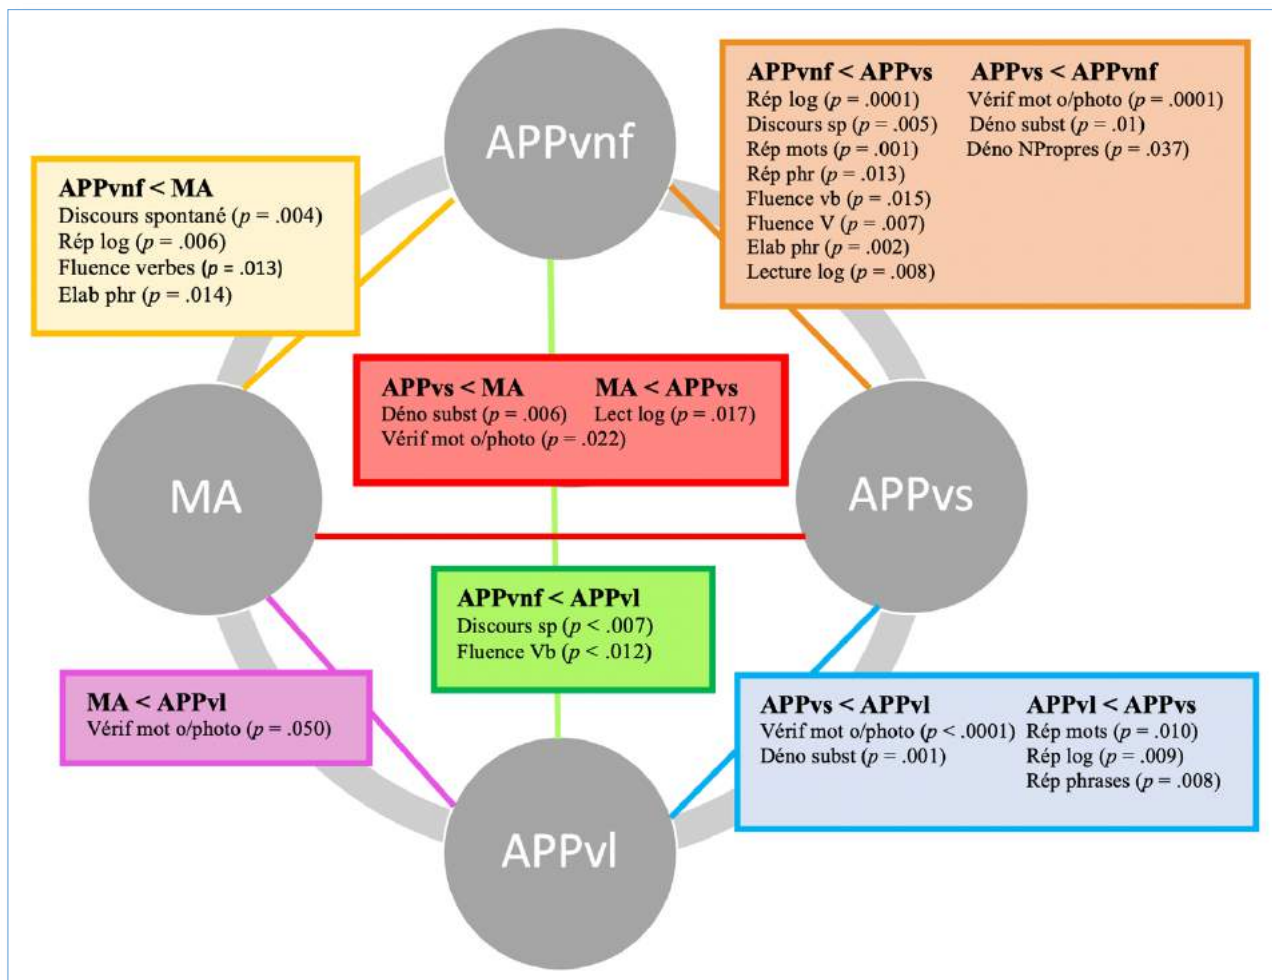 APPvnf
APPvnf < APPvs
Rép log (p = .0001)
Discours sp (p = .005)
Rép mots (p = .001)
Rép phr (p = .013)
Fluence vb (p = .015)
Fluence V (p = .007)
Elab phr (p = .002)
Lecture log (p = .008)
APPvs < APPvnf
Vérif mot o/photo (p = .0001)
Déno subst (p = .01)
Déno NPropres (p = .037)
APPvnf < MA
Discours spontané (p = .004)
Rép log (p = .006)
Fluence verbes (p = .013)
Elab phr (p = .014)
APPvs < MA
Déno subst (p = .006)
Vérif mot o/photo (p = .022)
MA < APPvs
Lect log (p = .017)
MA
APPvs
APPvnf < APPvl
Discours sp (p < .007)
Fluence Vb (p < .012)
MA < APPvl
Vérif mot o/photo (p = .050)
APPvs < APPvl
Vérif mot o/photo (p < .0001)
Déno subst (p = .001)
APPvl < APPvs
Rép mots (p = .010)
Rép log (p = .009)
Rép phrases (p = .008)
APPvl